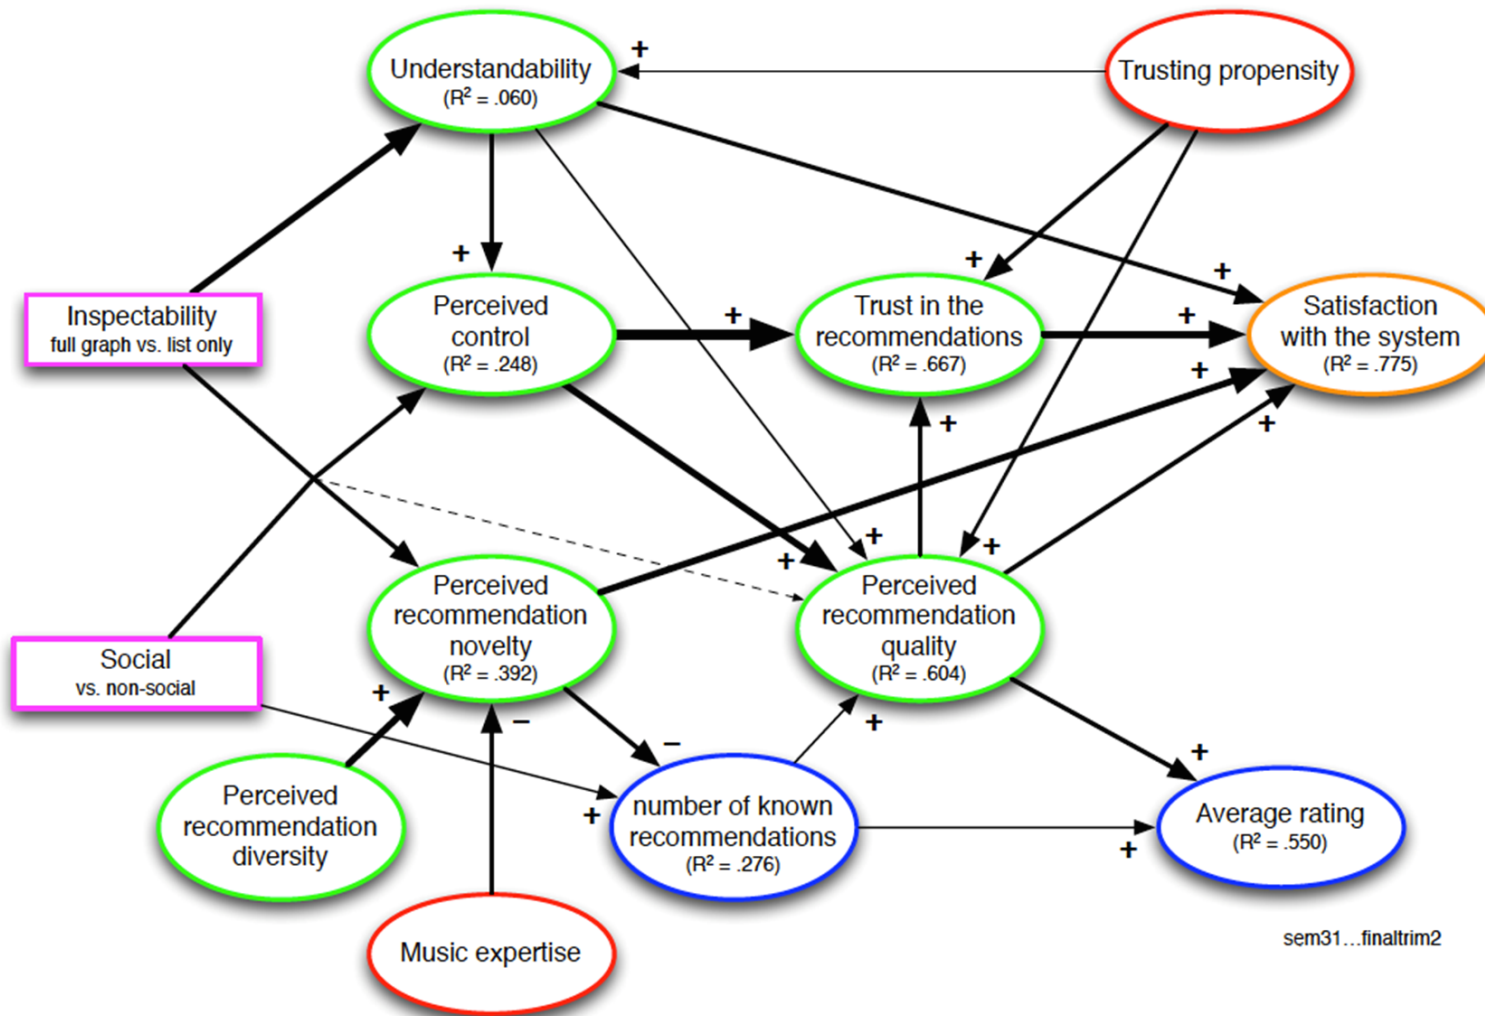 Understandability
(R² = .060)
+
Trusting propensity
+
+
+
Inspectability
full graph vs. list only
Perceived
control
(R² = .248)
+
Trust in the
recommendations
(R² = .667)
+
Satisfaction
with the system
(R² = .775)
+
+
+
+
+
+
Perceived
recommendation
novelty
(R² = .392)
Perceived
recommendation
quality
(R² = .604)
Social
vs. non-social
+
–
–
+
+
Perceived
recommendation
diversity
+
number of known
recommendations
(R² = .276)
+
Average rating
(R² = .550)
Music expertise
sem31...finaltrim2